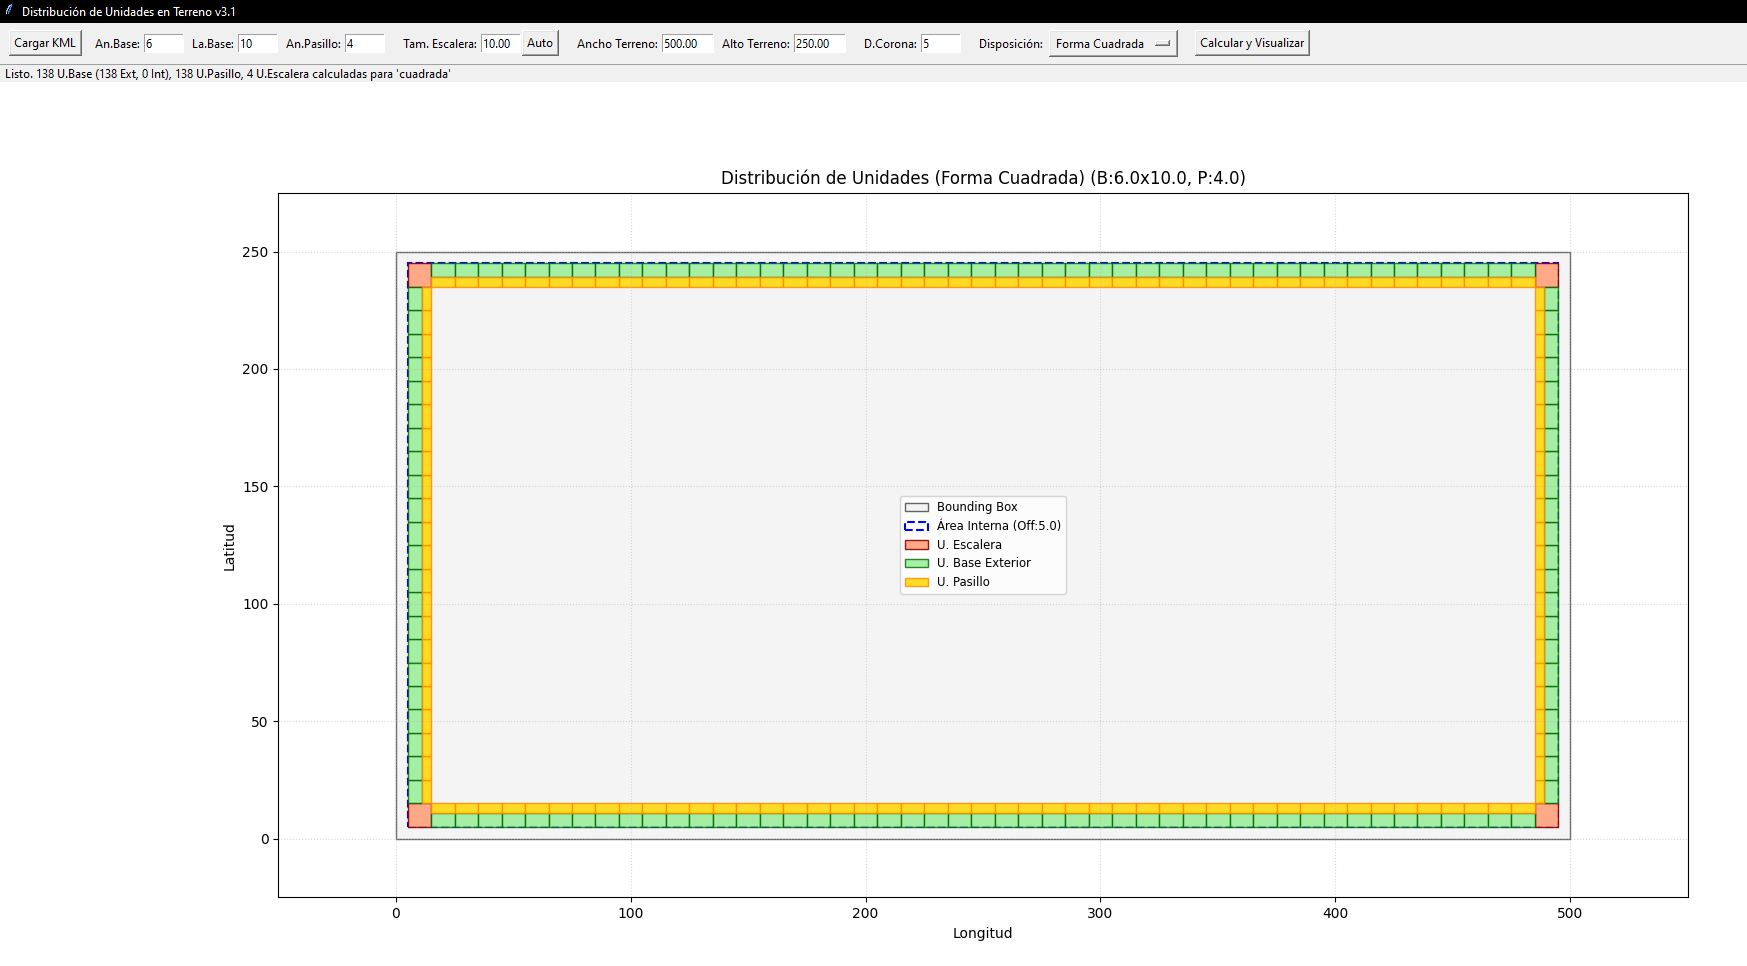 Distribución de Unidades en Terreno v3.1
Cargar KML An.Base: 6 La.Base: 10 An.Pasillo: 4 Tam. Escalera: 10.00 Auto Ancho Terreno: 500.00 Alto Terreno: 250.00 D.Corona: 5 Disposición: Forma Cuadrada Calcular y Visualizar
Listo. 138 U.Base (138 Ext, 0 Int), 138 U.Pasillo, 4 U.Escalera calculadas para 'cuadrada'
Distribución de Unidades (Forma Cuadrada) (B:6.0x10.0, P:4.0)
250
200
150
100
50
0
Latitud
Bounding Box
Área Interna (Off:5.0)
U. Escalera
U. Base Exterior
U. Pasillo
0 100 200 300 400 500
Longitud